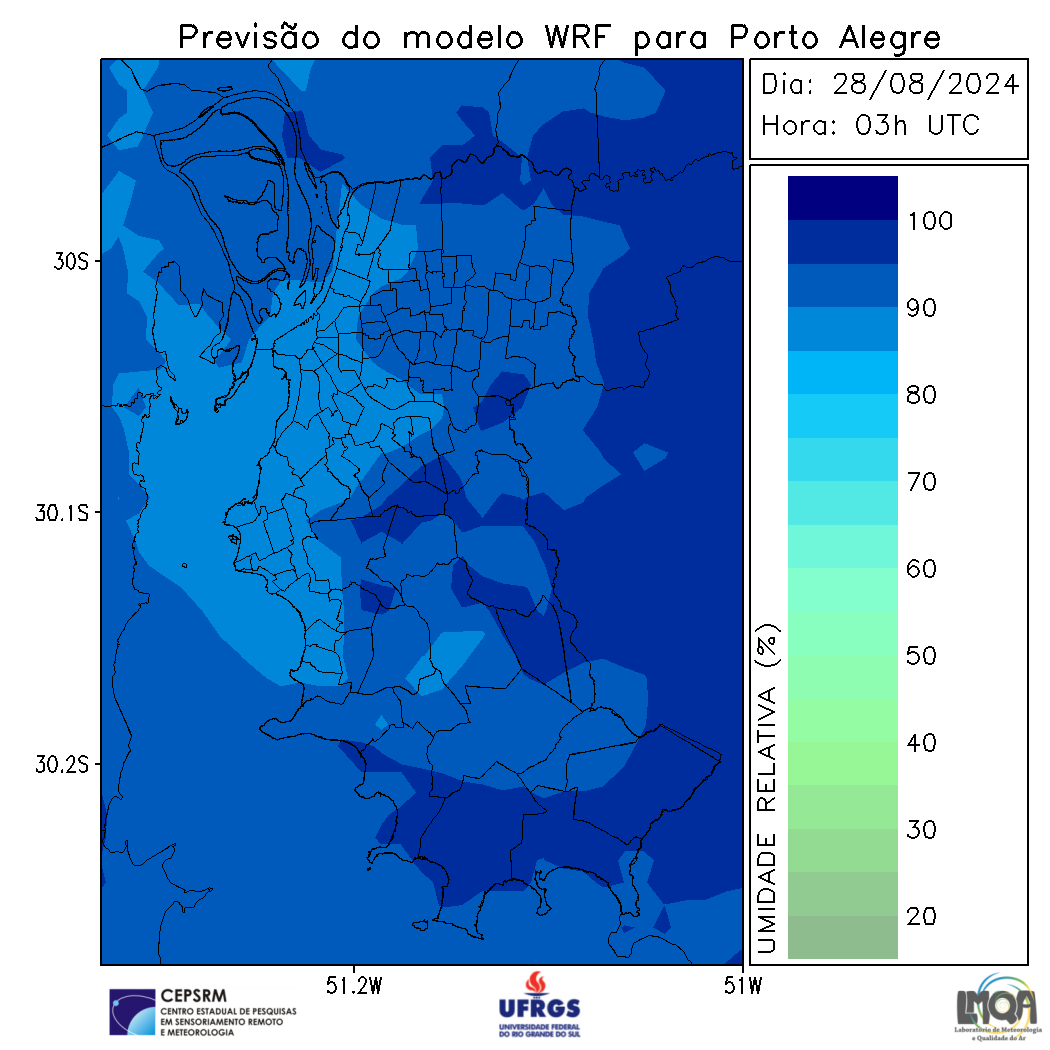 Previsão do modelo WRF para Porto Alegre
Dia: 28/08/2024
Hora: 03h UTC
30S
30.1S
30.2S
51.2W
51W
100
90
80
70
60
50
40
30
20
UMIDADE RELATIVA (%)
CEPSRM
CENTRO ESTADUAL DE PESQUISAS
EM SENSORIAMENTO REMOTO
E METEOROLOGIA
UFRGS
UNIVERSIDADE FEDERAL
DO RIO GRANDE DO SUL
LMQA
Laboratório de Meteorologia
e Qualidade do Ar